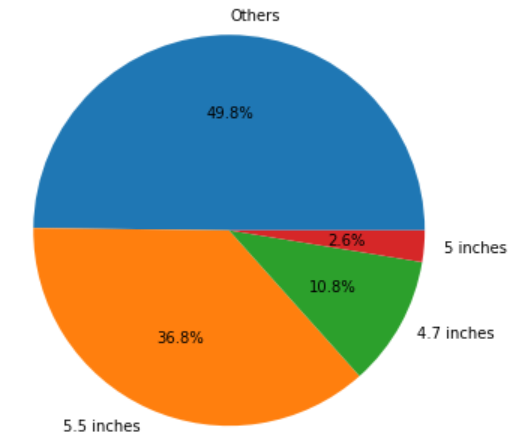 Others
49.8%
2.6%
5 inches
10.8%
4.7 inches
36.8%
5.5 inches